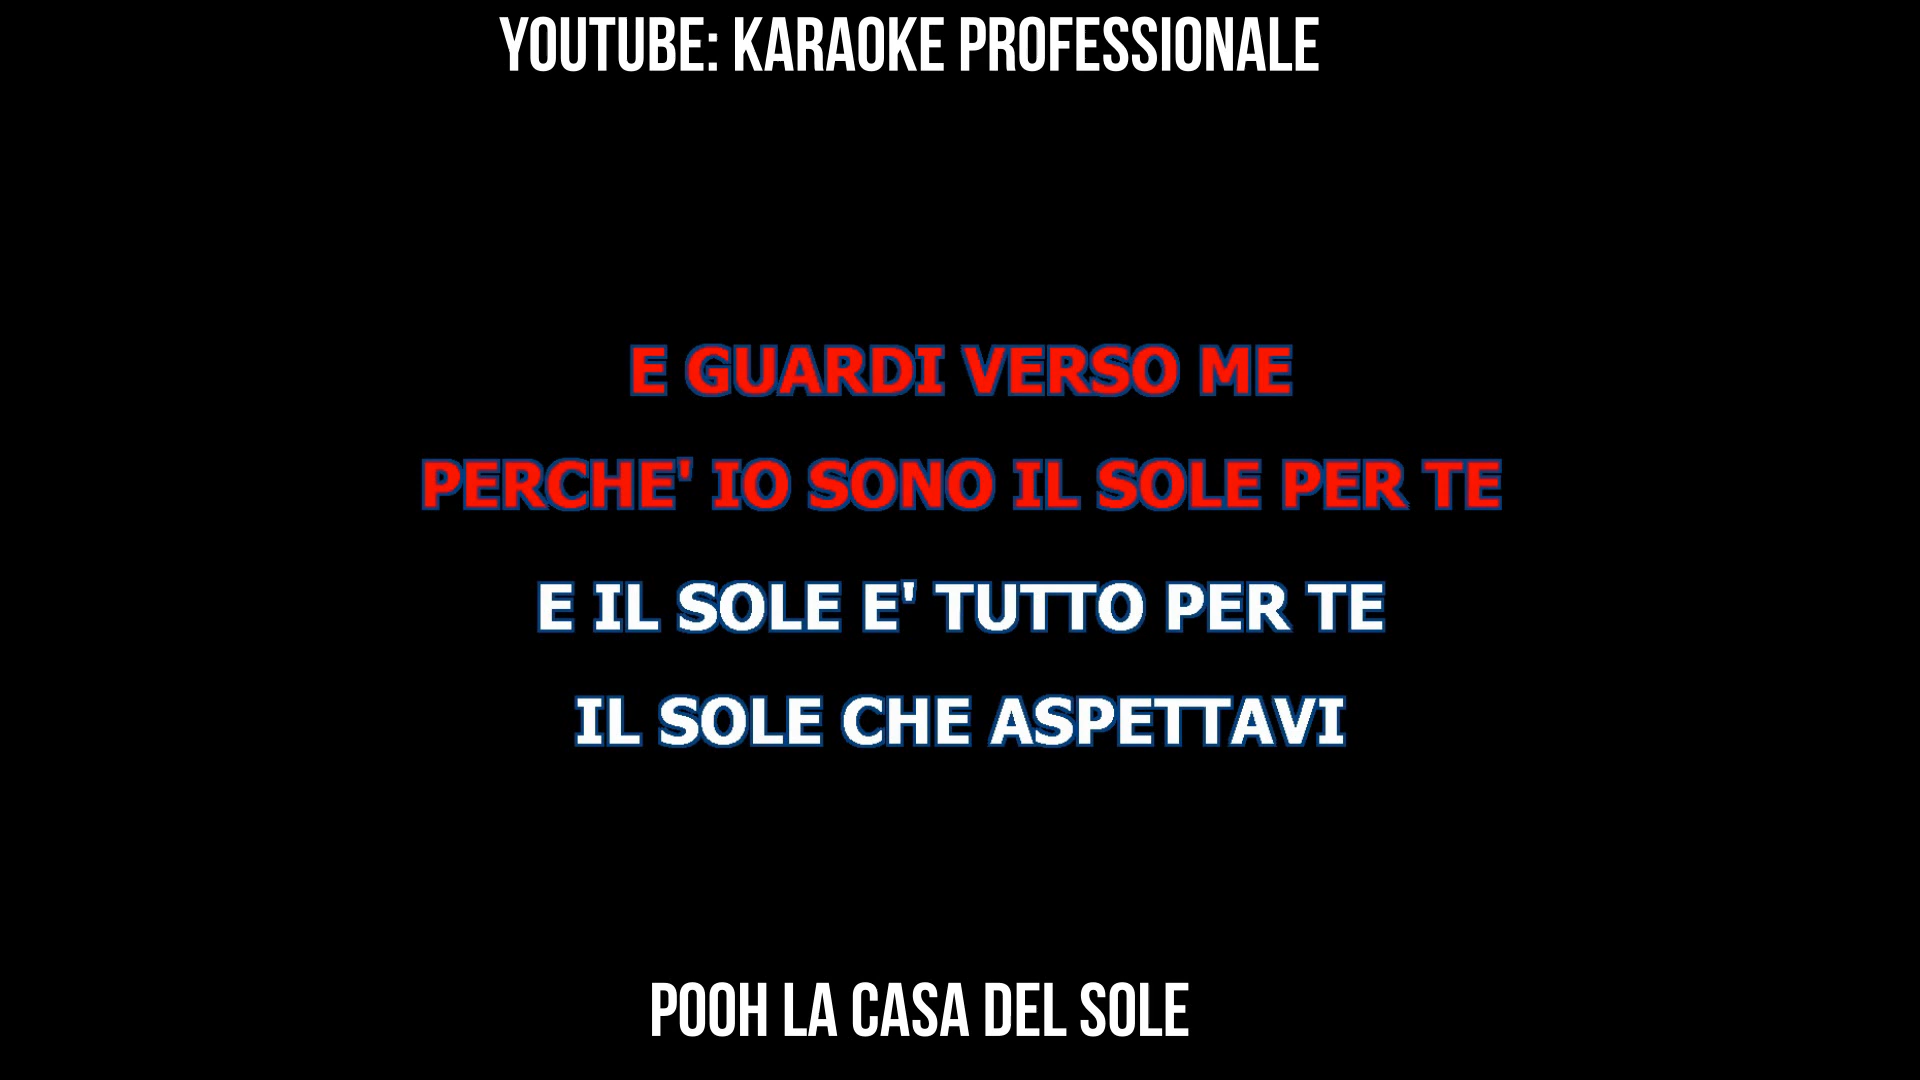 YOUTUBE: KARAOKE PROFESSIONALE
E GUARDI VERSO ME
PERCHE' IO SONO IL SOLE PER TE
E IL SOLE E' TUTTO PER TE
IL SOLE CHE ASPETTAVI
POOH LA CASA DEL SOLE